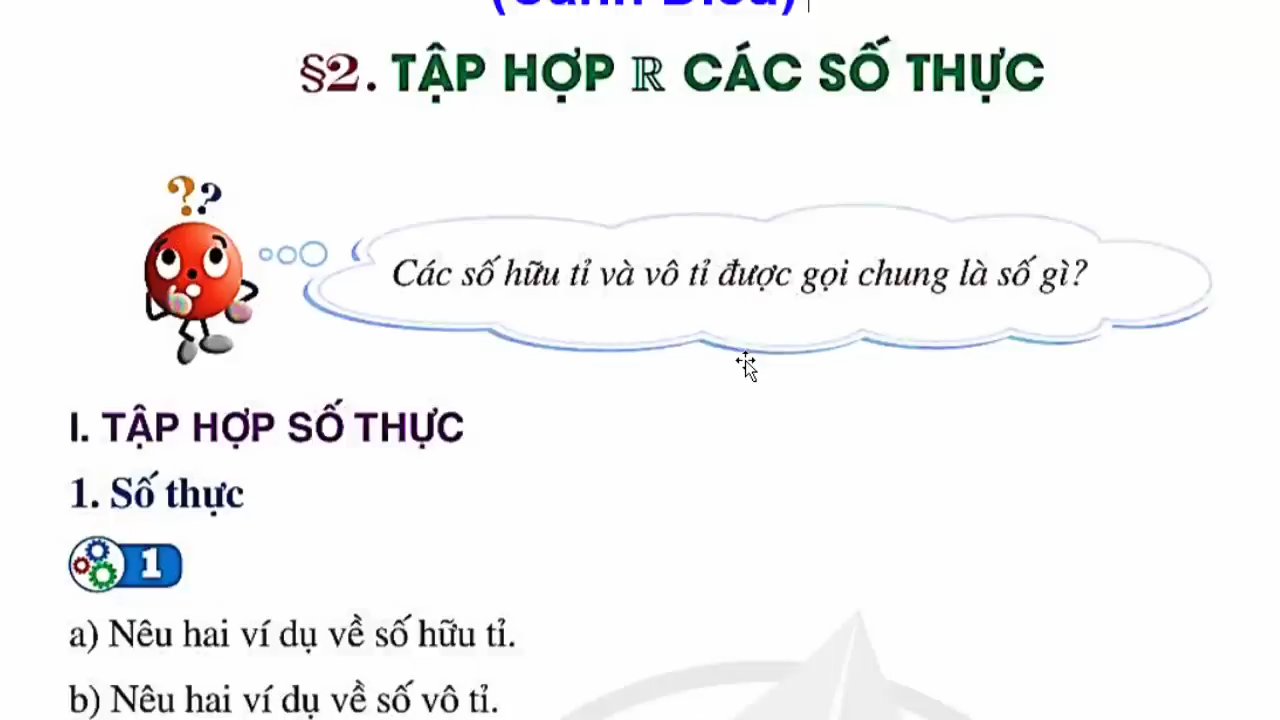 §2. TẬP HỢP ℝ CÁC SỐ THỰC
??
Các số hữu tỉ và vô tỉ được gọi chung là số gì?
I. TẬP HỢP SỐ THỰC
1. Số thực
1
a) Nêu hai ví dụ về số hữu tỉ.
b) Nêu hai ví dụ về số vô tỉ.